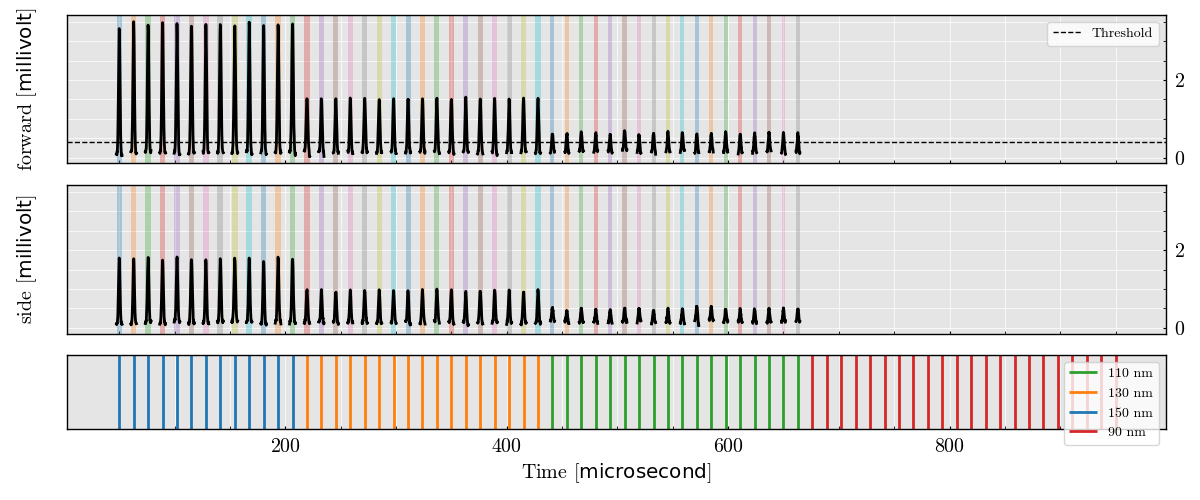 forward [millivolt]
Threshold
2
0
side [millivolt]
2
0
110 nm
130 nm
150 nm
90 nm
200
400
600
800
Time [microsecond]